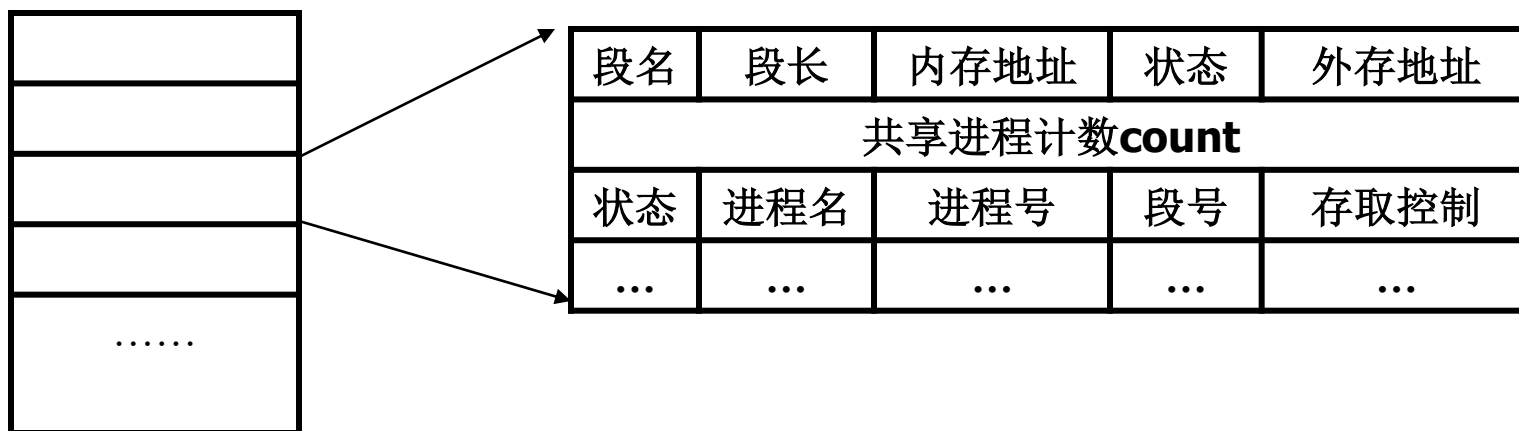 段名 段长 内存地址 状态 外存地址
共享进程计数count
状态 进程名 进程号 段号 存取控制
... ... ... ... ...
......